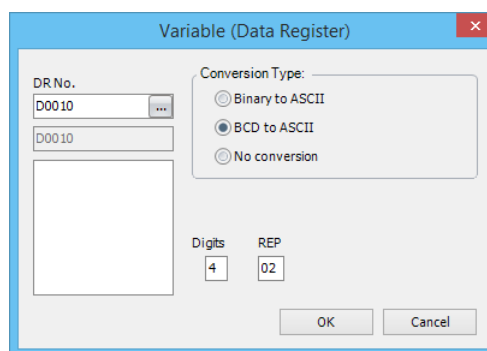 Variable (Data Register)
DR No.
D0010 ...
D0010
Conversion Type:
Binary to ASCII
BCD to ASCII
No conversion
Digits REP
4 02
OK Cancel